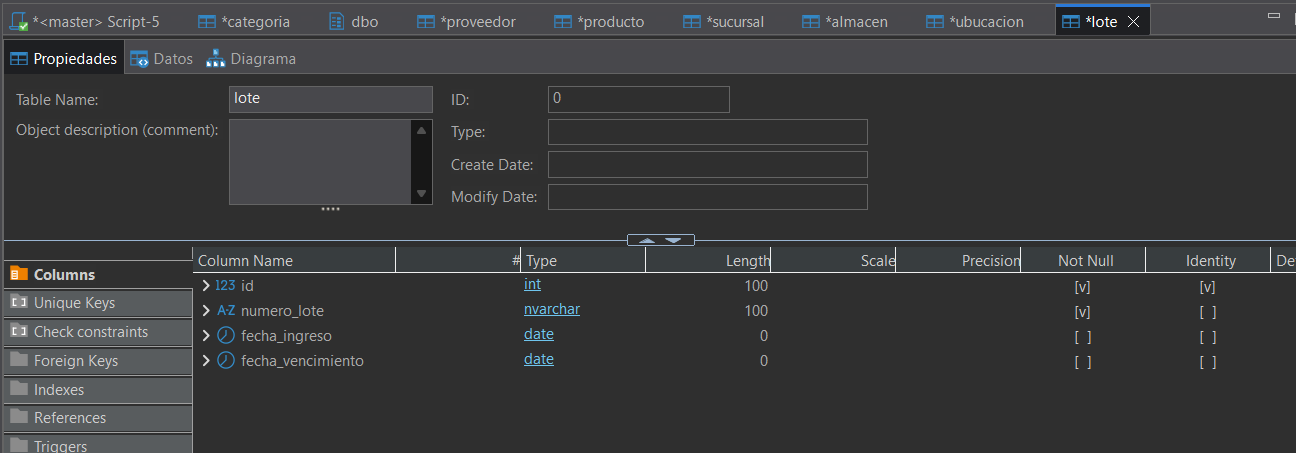 *<master> Script-5 *categoria dbo *proveedor *producto *sucursal *almacen *ubucacion *lote
Propiedades Datos Diagrama
Table Name: lote ID: 0
Object description (comment): Type:
Create Date:
Modify Date:
Column Name # Type Length Scale Precision Not Null Identity De
Columns
Unique Keys
Check constraints
Foreign Keys
Indexes
References
Triggers
123 id int 100 [v] [v]
A-Z numero_lote nvarchar 100 [v] [ ]
fecha_ingreso date 0 [ ] [ ]
fecha_vencimiento date 0 [ ] [ ]